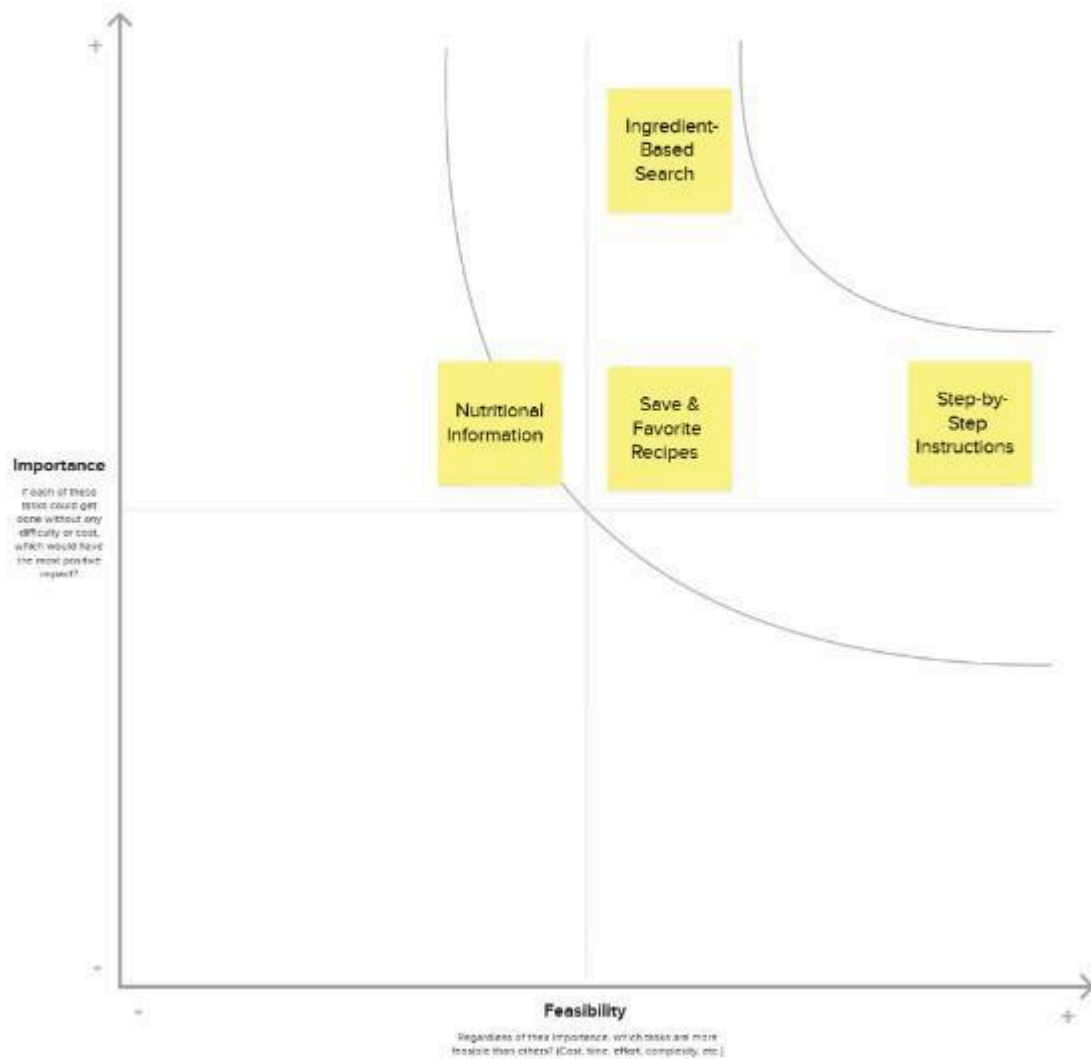 +
Ingredient-
Based
Search
Nutritional
Information
Save &
Favorite
Recipes
Step-by-
Step
Instructions
Importance
If each of these
tasks could get
done without any
difficulty or cost,
which would have
the most positive
impact?
-
-
Feasibility
+
Regardless of their importance, which tasks are more
feasible than others? (Cost, time, effort, complexity, etc.)